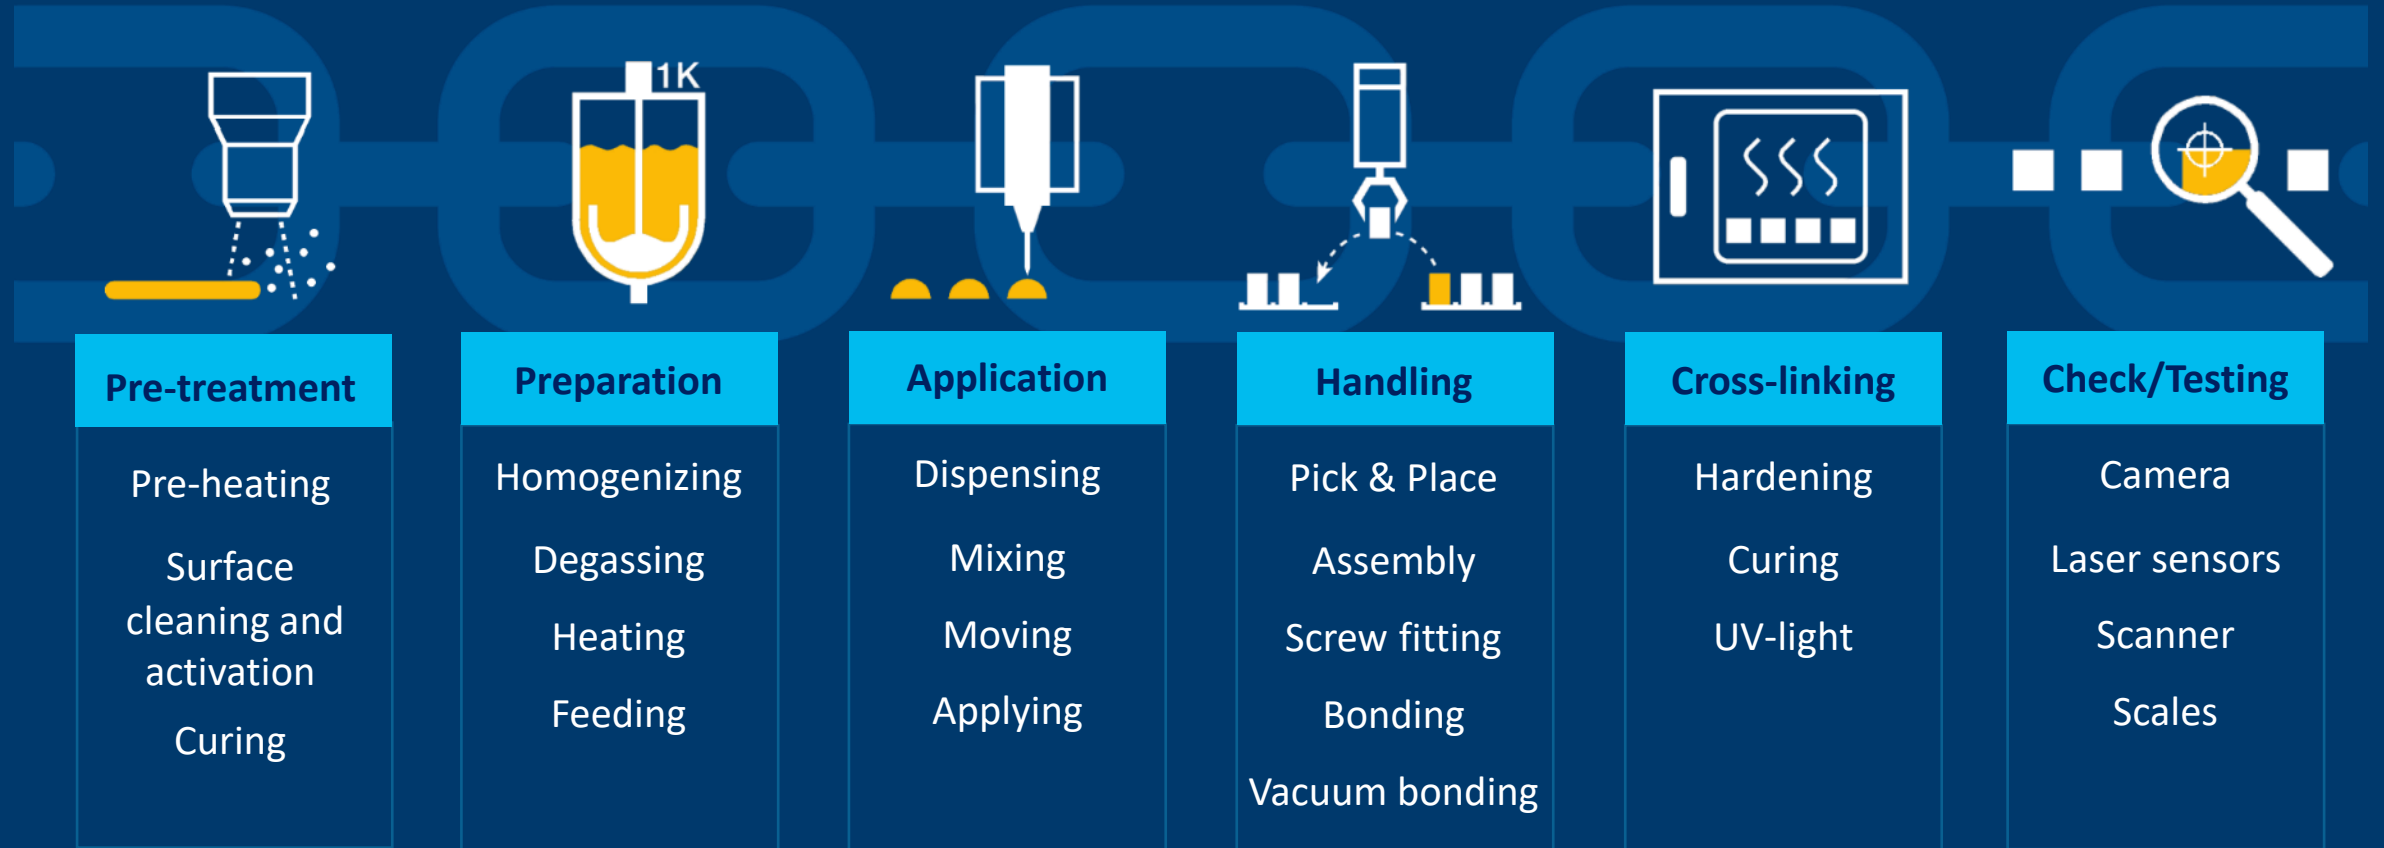 1K
Pre-treatment
Pre-heating
Surface
cleaning and
activation
Curing
Preparation
Homogenizing
Degassing
Heating
Feeding
Application
Dispensing
Mixing
Moving
Applying
Handling
Pick & Place
Assembly
Screw fitting
Bonding
Vacuum bonding
Cross-linking
Hardening
Curing
UV-light
Check/Testing
Camera
Laser sensors
Scanner
Scales